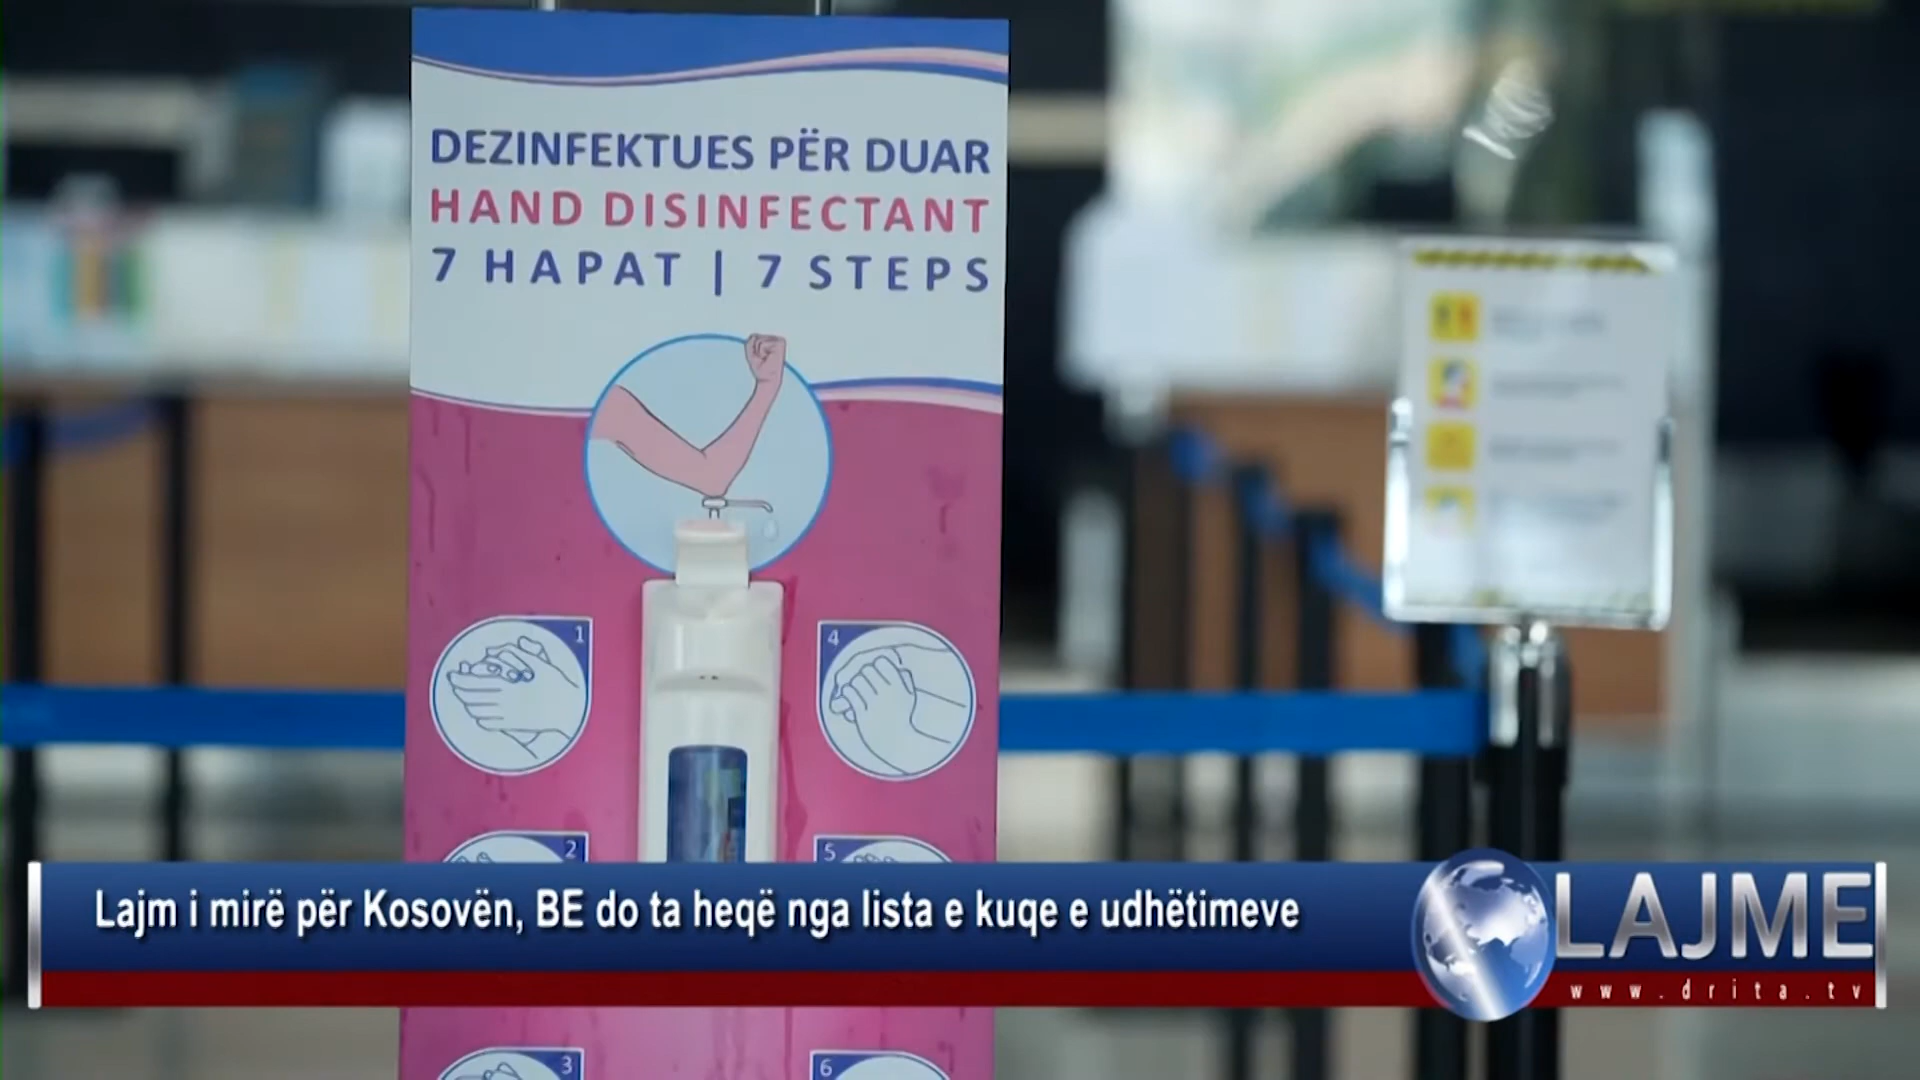 DEZINFEKTUES PËR DUAR
HAND DISINFECTANT
7 HAPAT | 7 STEPS
1
4
2
5
Lajm i mirë për Kosovën, BE do ta heqë nga lista e kuqe e udhëtimeve
LAJME
www.drita.tv
3
6